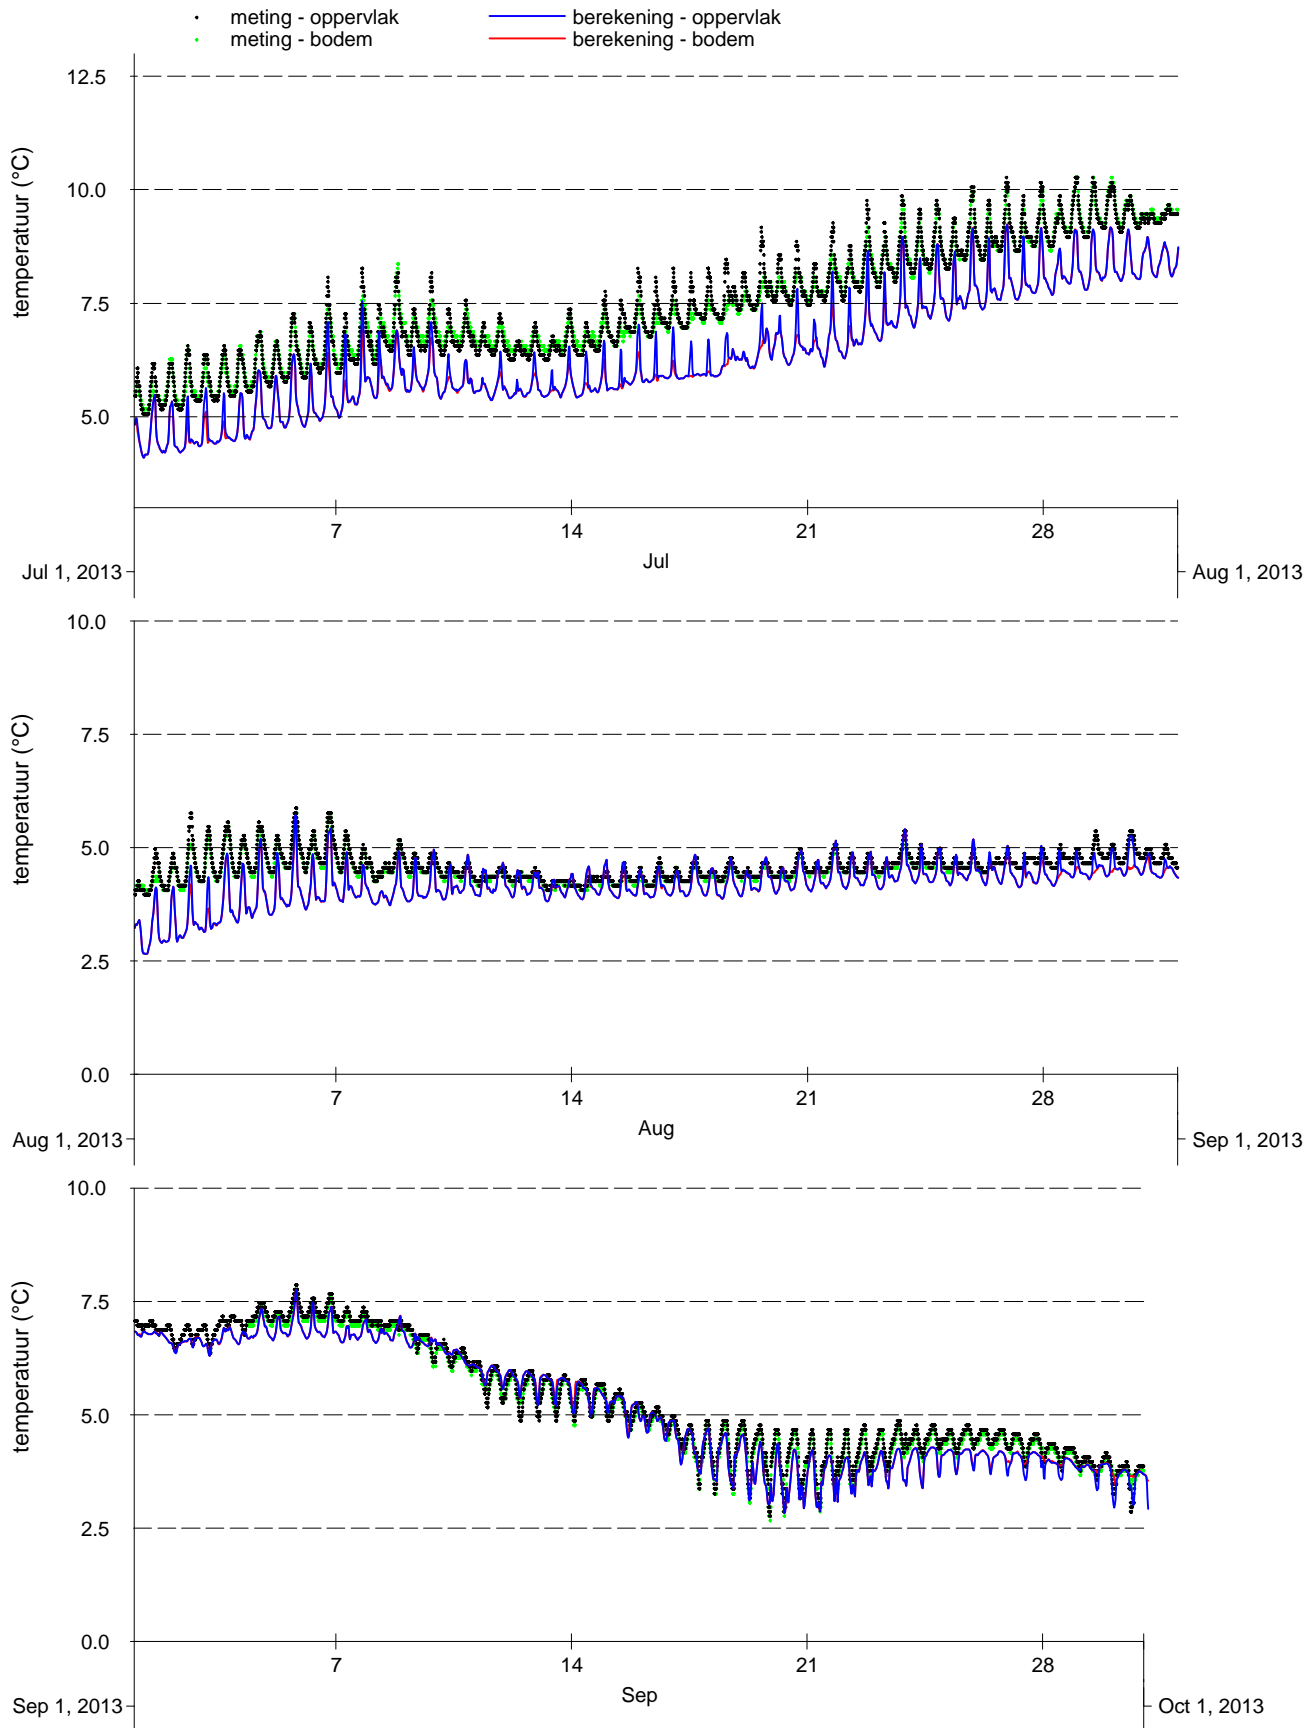 meting - oppervlak
berekening - oppervlak
meting - bodem
berekening - bodem
temperatuur (°C)
12.5
10.0
7.5
5.0
7
14
21
28
Jul
Jul 1, 2013
Aug 1, 2013
temperatuur (°C)
10.0
7.5
5.0
2.5
0.0
7
14
21
28
Aug
Aug 1, 2013
Sep 1, 2013
temperatuur (°C)
10.0
7.5
5.0
2.5
0.0
7
14
21
28
Sep
Sep 1, 2013
Oct 1, 2013